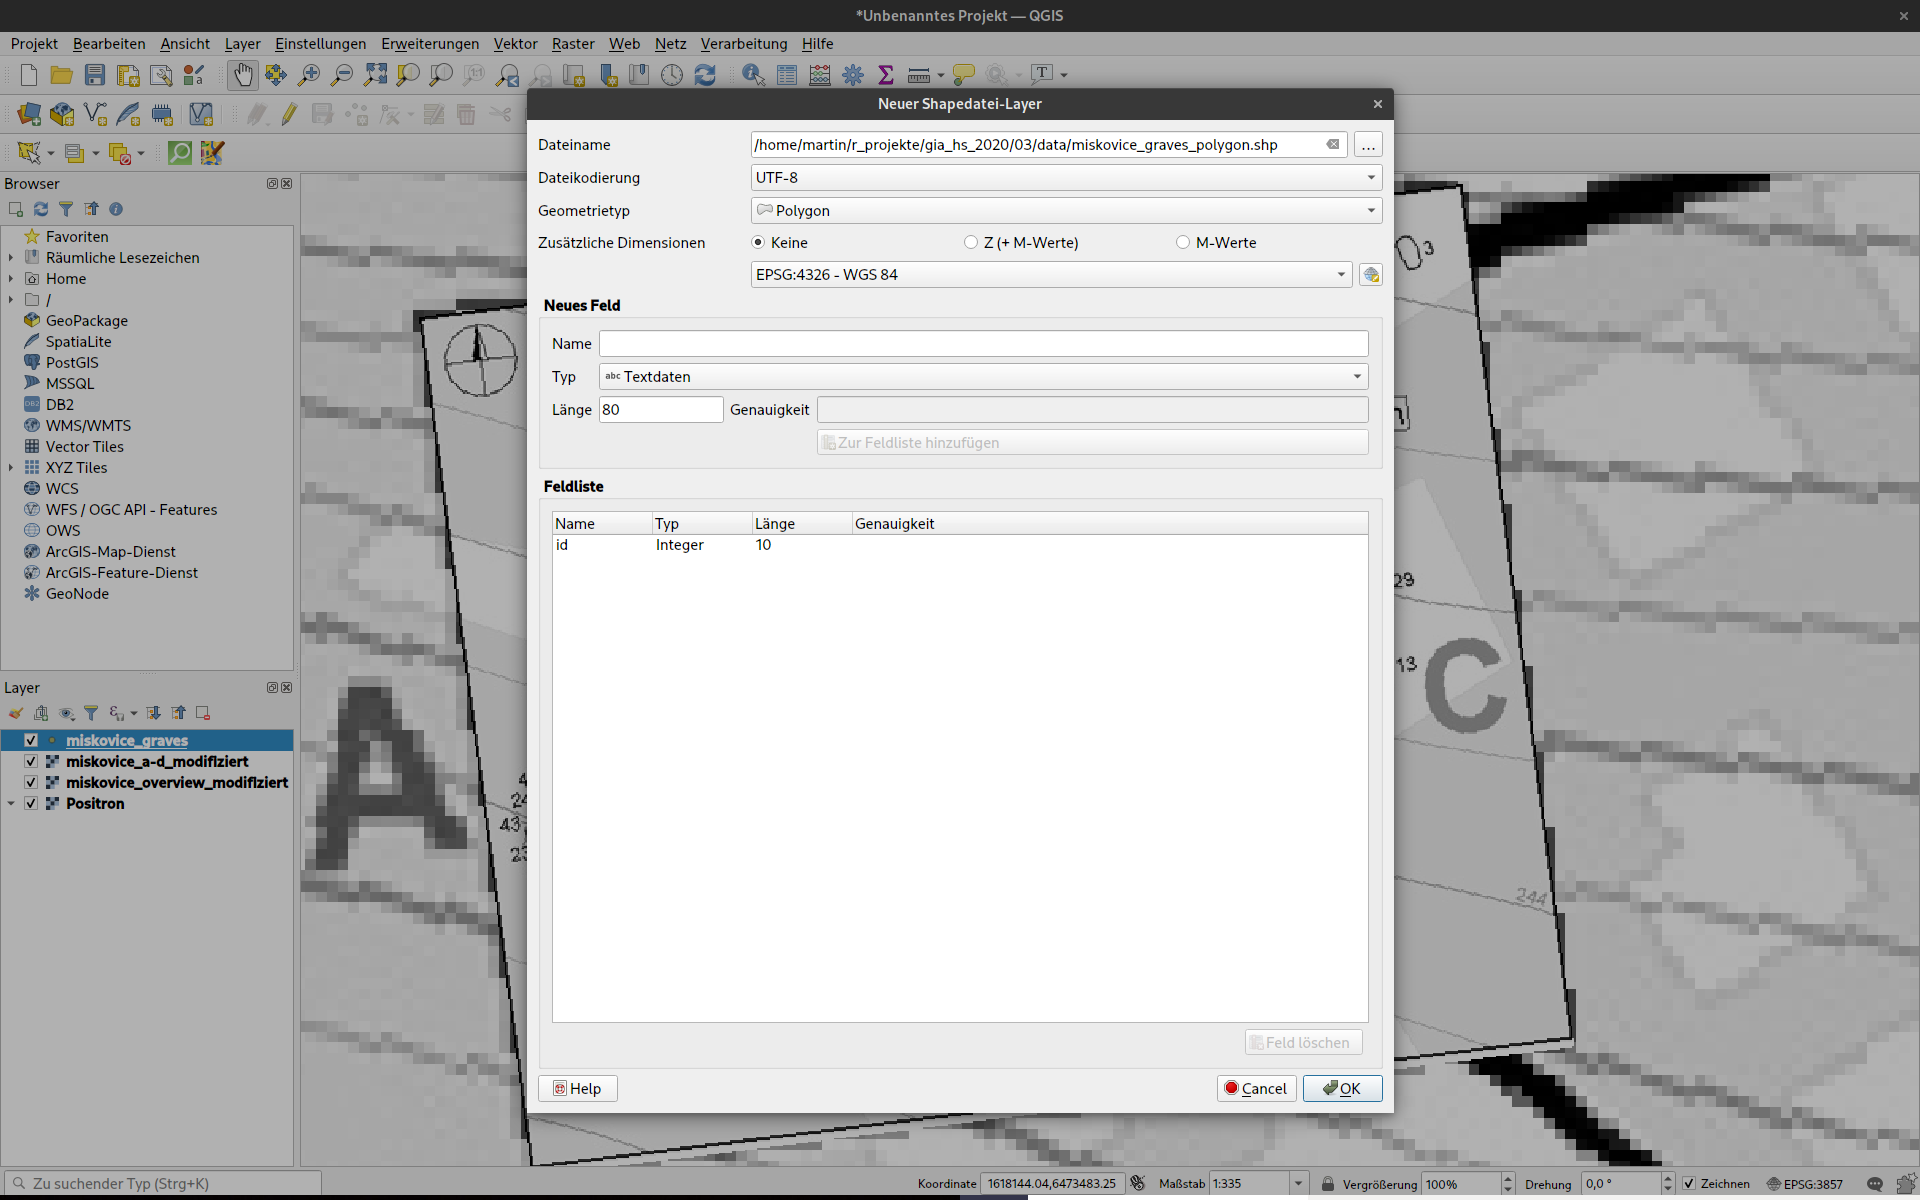 *Unbenanntes Projekt — QGIS
Projekt Bearbeiten Ansicht Layer Einstellungen Erweiterungen Vektor Raster Web Netz Verarbeitung Hilfe
Neuer Shapedatei-Layer
Dateiname /home/martin/r_projekte/gia_hs_2020/03/data/miskovice_graves_polygon.shp ...
Dateikodierung UTF-8
Geometrietyp Polygon
Zusätzliche Dimensionen Keine Z (+ M-Werte) M-Werte
EPSG:4326 - WGS 84
Neues Feld
Name
Typ abc Textdaten
Länge 80 Genauigkeit
Zur Feldliste hinzufügen
Feldliste
Name Typ Länge Genauigkeit
id Integer 10
Feld löschen
Help Cancel OK
Browser
Favoriten
Räumliche Lesezeichen
Home
/
GeoPackage
SpatiaLite
PostGIS
MSSQL
DB2
WMS/WMTS
Vector Tiles
XYZ Tiles
WCS
WFS / OGC API - Features
OWS
ArcGIS-Map-Dienst
ArcGIS-Feature-Dienst
GeoNode
Layer
miskovice_graves
miskovice_a-d_modifiziert
miskovice_overview_modifiziert
Positron
A
C
3
29
13
244
43
Zu suchender Typ (Strg+K) Koordinate 1618144.04,6473483.25 Maßstab 1:335 Vergrößerung 100% Drehung 0,0 ° Zeichnen EPSG:3857